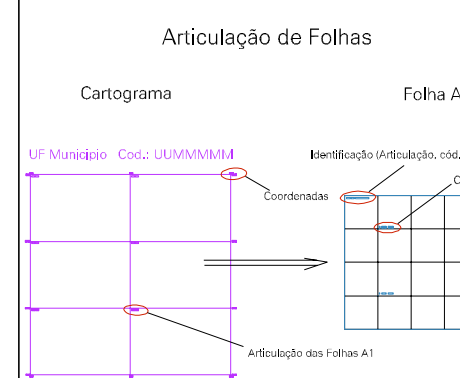 Articulação de Folhas
Cartograma
Folha A
UF Município Cod.: UUMMMMM
Identificação (Articulação, cód.
Coordenadas
Articulação das Folhas A1